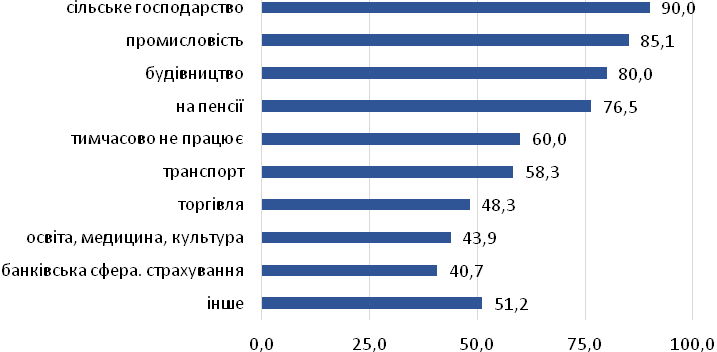 сільське господарство 90,0
промисловість 85,1
будівництво 80,0
на пенсії 76,5
тимчасово не працює 60,0
транспорт 58,3
торгівля 48,3
освіта, медицина, культура 43,9
банківська сфера. страхування 40,7
інше 51,2
0,0 25,0 50,0 75,0 100,0